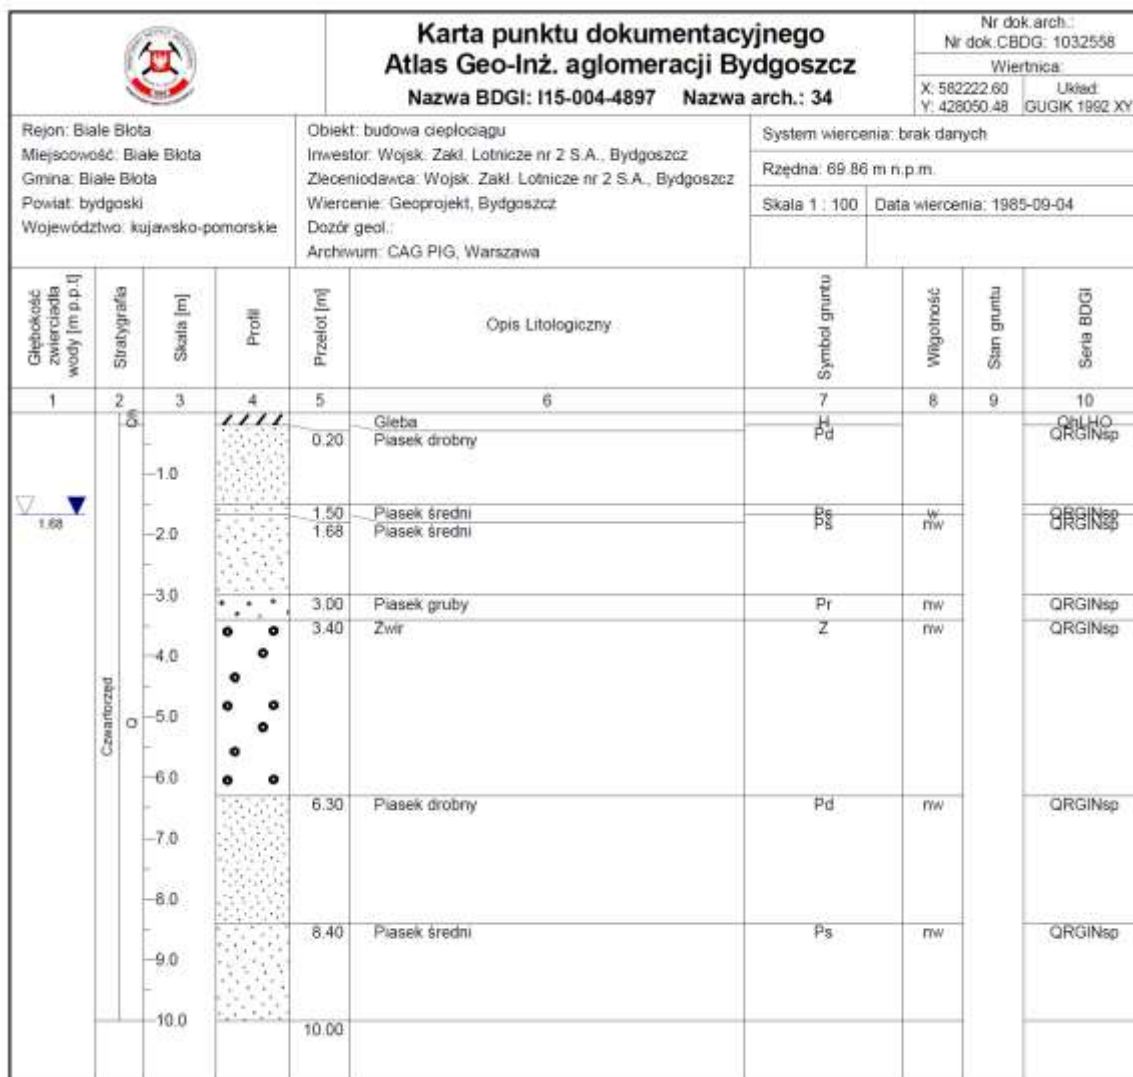 Karta punktu dokumentacyjnego
Atlas Geo-Inż. aglomeracji Bydgoszcz
Nazwa BDGI: I15-004-4897 Nazwa arch.: 34
Nr dok.arch.:
Nr dok.CBDG: 1032558
Wiertnica:
X: 582222.60
Y: 428050.48
Układ:
GUGIK 1992 XY
Rejon: Białe Błota
Miejscowość: Białe Błota
Gmina: Białe Błota
Powiat: bydgoski
Województwo: kujawsko-pomorskie
Obiekt: budowa ciepłociągu
Inwestor: Wojsk. Zakł. Lotnicze nr 2 S.A., Bydgoszcz
Zleceniodawca: Wojsk. Zakł. Lotnicze nr 2 S.A., Bydgoszcz
Wiercenie: Geoprojekt, Bydgoszcz
Dozór geol.:
Archiwum: CAG PIG, Warszawa
System wiercenia: brak danych
Rzędna: 69.86 m n.p.m.
Skala 1 : 100 Data wiercenia: 1985-09-04
Głębokość
zwierciadła
wody [m p.p.t]
Stratygrafia
Skala [m]
Profil
Przelot [m]
Opis Litologiczny
Symbol gruntu
Wilgotność
Stan gruntu
Seria BDGI
1 2 3 4 5 6 7 8 9 10
Qh
Gleba H QhLHO
0.20 Piasek drobny Pd QRGINsp
1.0
1.50 Piasek średni Ps w QRGINsp
1.68
1.68 Piasek średni Ps nw QRGINsp
2.0
3.0
3.00 Piasek gruby Pr nw QRGINsp
3.40 Żwir Ż nw QRGINsp
4.0
Czwartorzęd
Q
5.0
6.0
6.30 Piasek drobny Pd nw QRGINsp
7.0
8.0
8.40 Piasek średni Ps nw QRGINsp
9.0
10.0
10.00